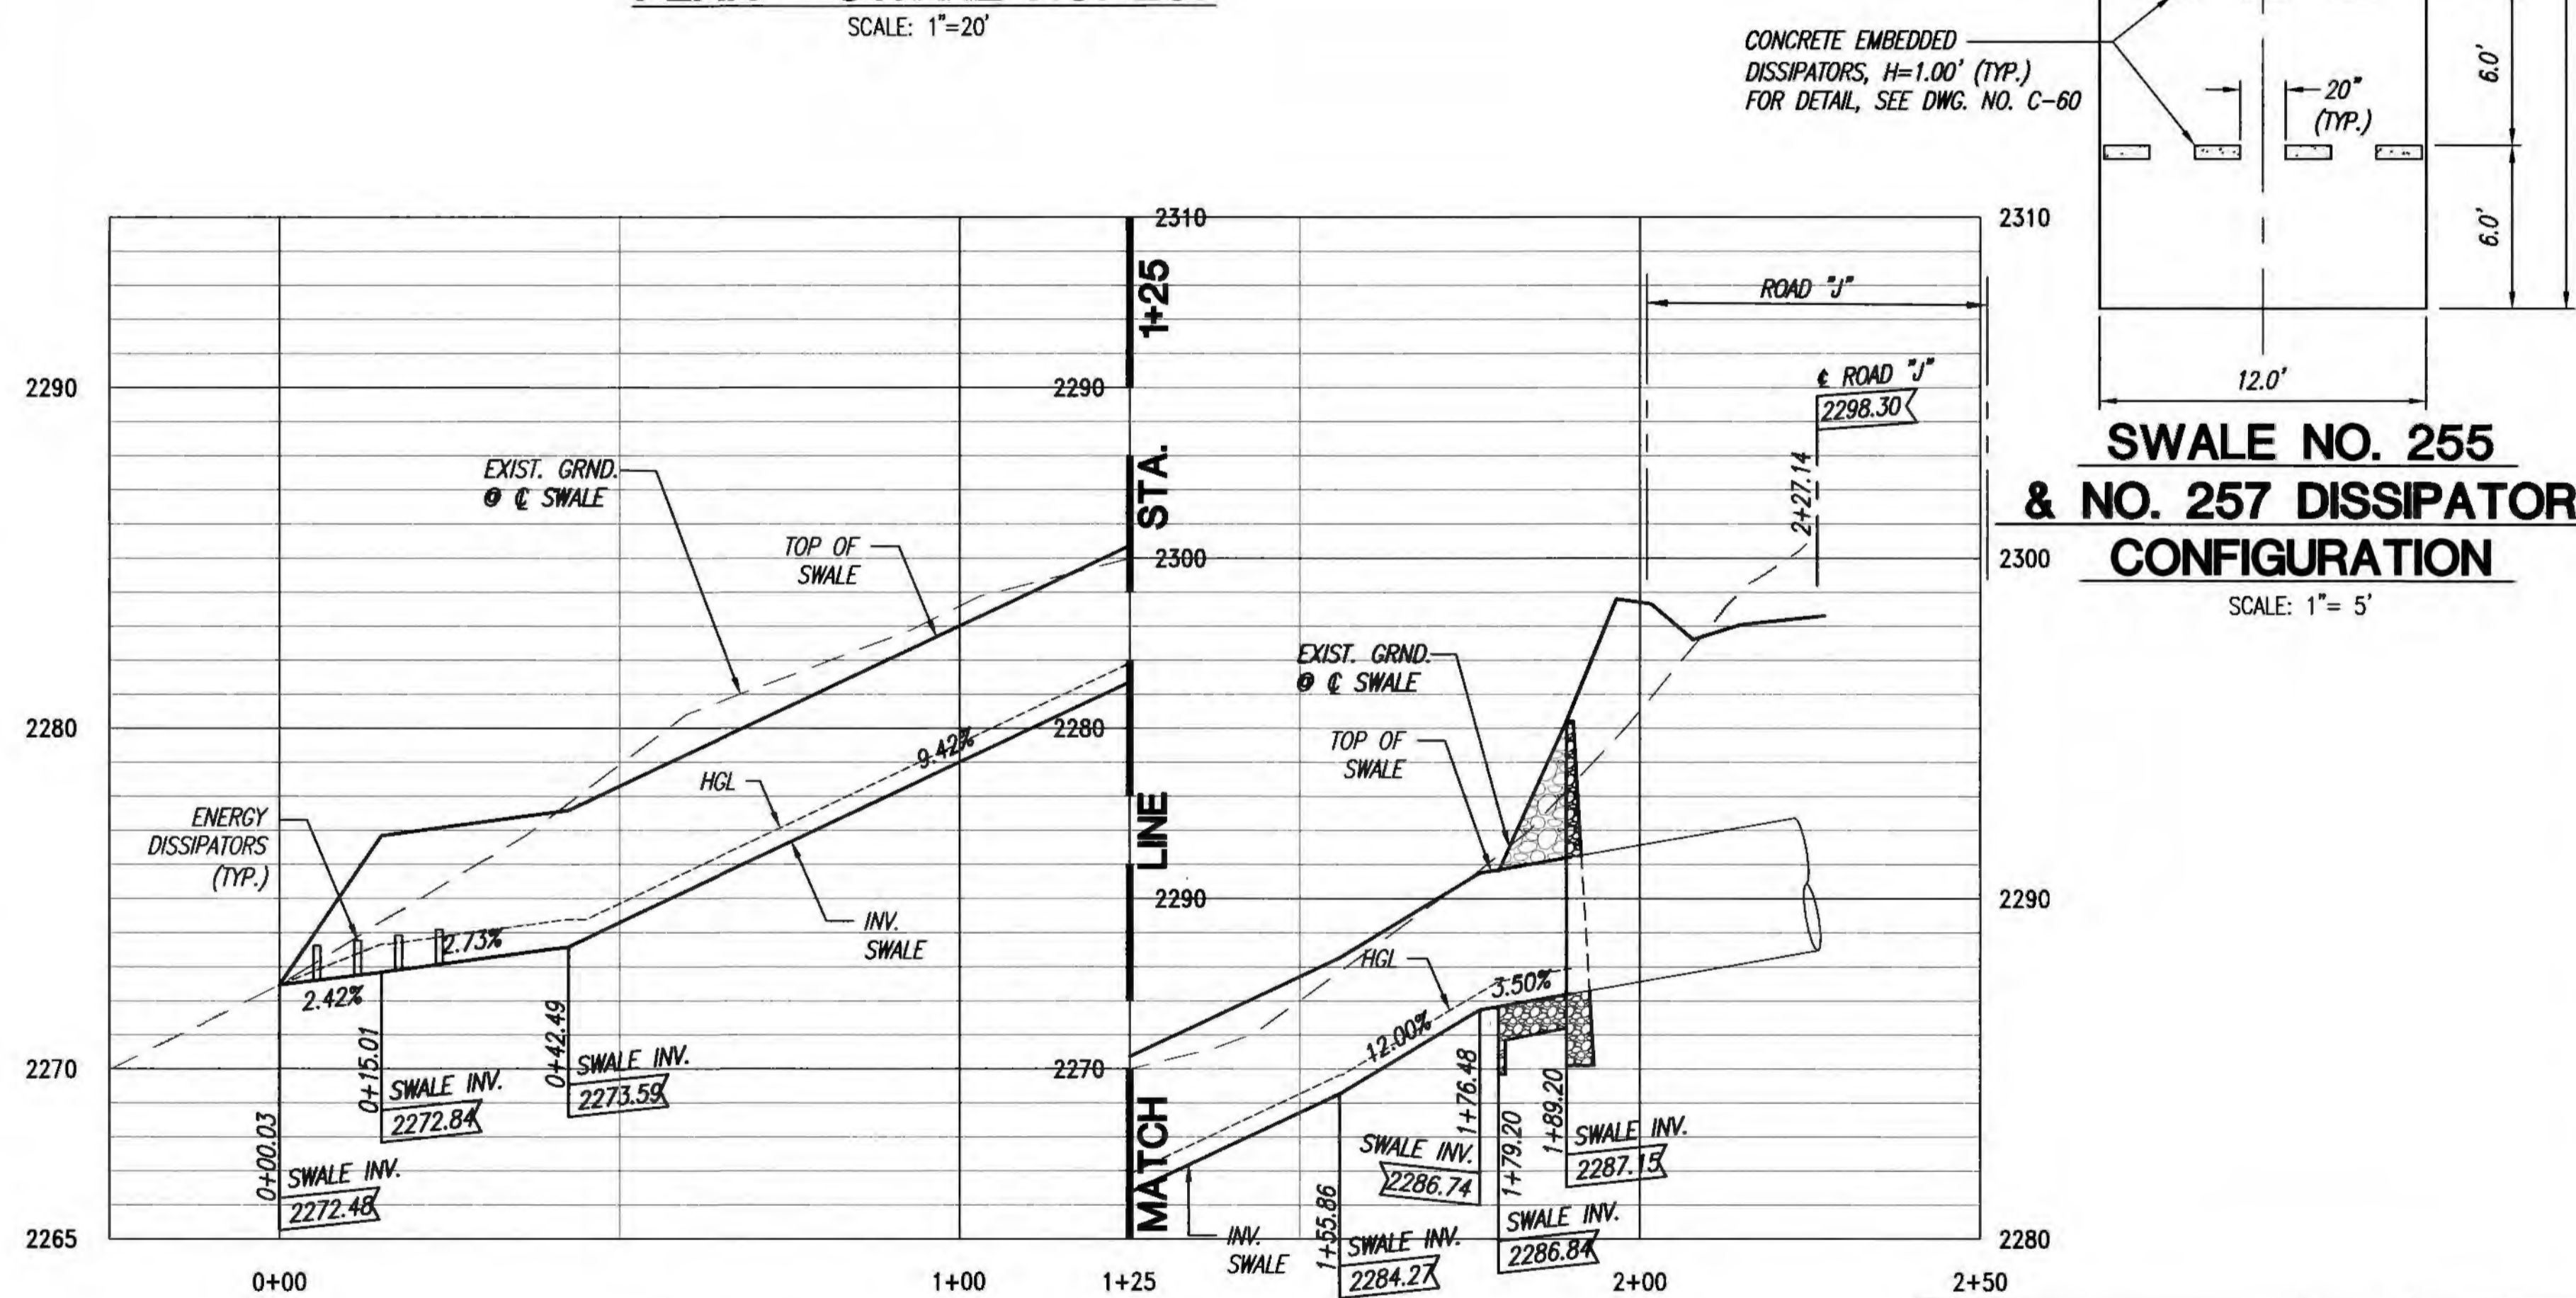 SCALE: 1"=20'
CONCRETE EMBEDDED
DISSIPATORS, H=1.00' (TYP.)
FOR DETAIL, SEE DWG. NO. C-60
20"
(TYP.)
6.0'
6.0'
12.0'
SWALE NO. 255
& NO. 257 DISSIPATOR
CONFIGURATION
SCALE: 1"= 5'
2310
2310
2290
2290
2300
2300
2280
2280
2290
2290
2270
2270
2265
2280
MATCH LINE STA. 1+25
ROAD "J"
℄ ROAD "J"
2298.30
2+27.14
EXIST. GRND.
@ ℄ SWALE
TOP OF
SWALE
9.42%
HGL
ENERGY
DISSIPATORS
(TYP.)
INV.
SWALE
2.73%
2.42%
0+00.03
SWALE INV.
2272.48
0+15.01
SWALE INV.
2272.84
0+42.49
SWALE INV.
2273.59
EXIST. GRND.
@ ℄ SWALE
TOP OF
SWALE
HGL
3.50%
12.00%
INV.
SWALE
1+55.86
SWALE INV.
2284.27
1+76.48
SWALE INV.
2286.74
1+79.20
SWALE INV.
2286.84
1+89.20
SWALE INV.
2287.15
0+00
1+00
1+25
2+00
2+50